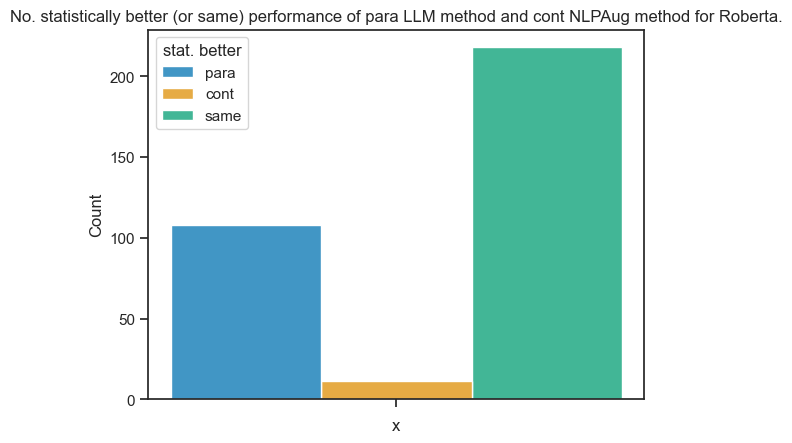 No. statistically better (or same) performance of para LLM method and cont NLPAug method for Roberta.
stat. better
para
cont
same
200
150
100
50
0
Count
x